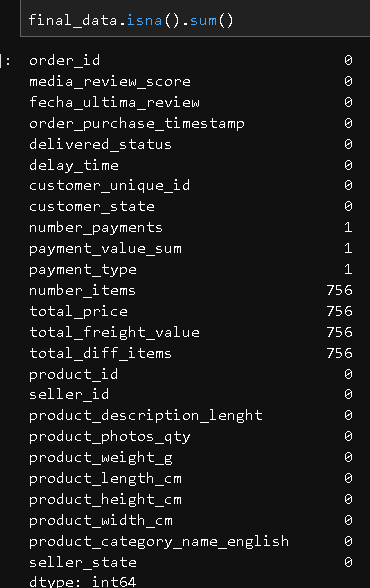 final_data.isna().sum()
]: order_id 0
media_review_score 0
fecha_ultima_review 0
order_purchase_timestamp 0
delivered_status 0
delay_time 0
customer_unique_id 0
customer_state 0
number_payments 1
payment_value_sum 1
payment_type 1
number_items 756
total_price 756
total_freight_value 756
total_diff_items 756
product_id 0
seller_id 0
product_description_lenght 0
product_photos_qty 0
product_weight_g 0
product_length_cm 0
product_height_cm 0
product_width_cm 0
product_category_name_english 0
seller_state 0
dtype: int64